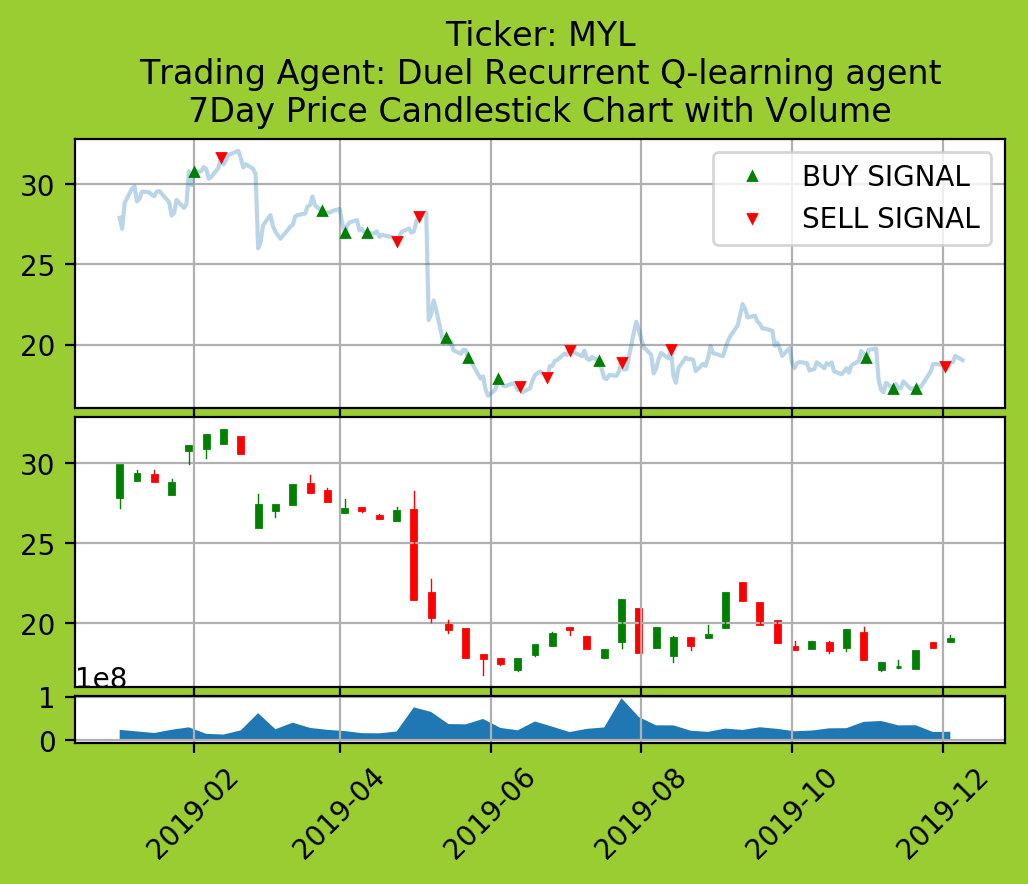 Ticker: MYL
Trading Agent: Duel Recurrent Q-learning agent
7Day Price Candlestick Chart with Volume
BUY SIGNAL
SELL SIGNAL
30
25
20
30
25
20
1e8
1
0
2019-02
2019-04
2019-06
2019-08
2019-10
2019-12